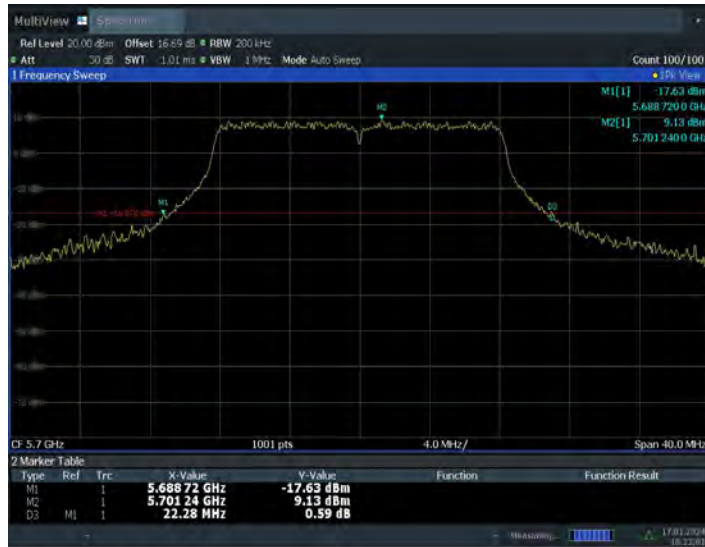 MultiView Spectrum
Ref Level 20.00 dBm Offset 16.69 dB RBW 200 kHz
Att 30 dB SWT 1.01 ms VBW 1 MHz Mode Auto Sweep Count 100/100
1 Frequency Sweep 1Pk View
M1[1] -17.63 dBm
5.688 720 0 GHz
M2[1] 9.13 dBm
5.701 240 0 GHz
M2
M1
D3
CF 5.7 GHz 1001 pts 4.0 MHz/ Span 40.0 MHz
2 Marker Table
Type Ref Trc X-Value Y-Value Function Function Result
M1 1 5.688 72 GHz -17.63 dBm
M2 1 5.701 24 GHz 9.13 dBm
D3 M1 1 22.28 MHz 0.59 dB
Measuring...